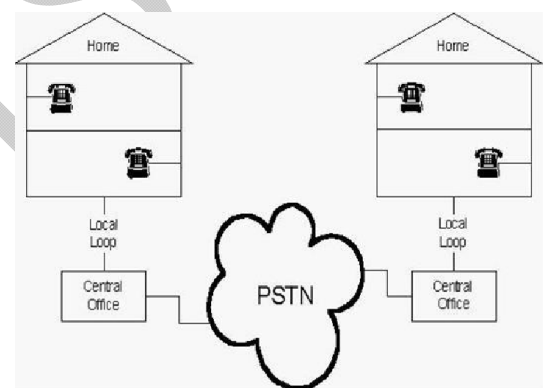 Home
Home
Local
Loop
Local
Loop
Central
Office
PSTN
Central
Office